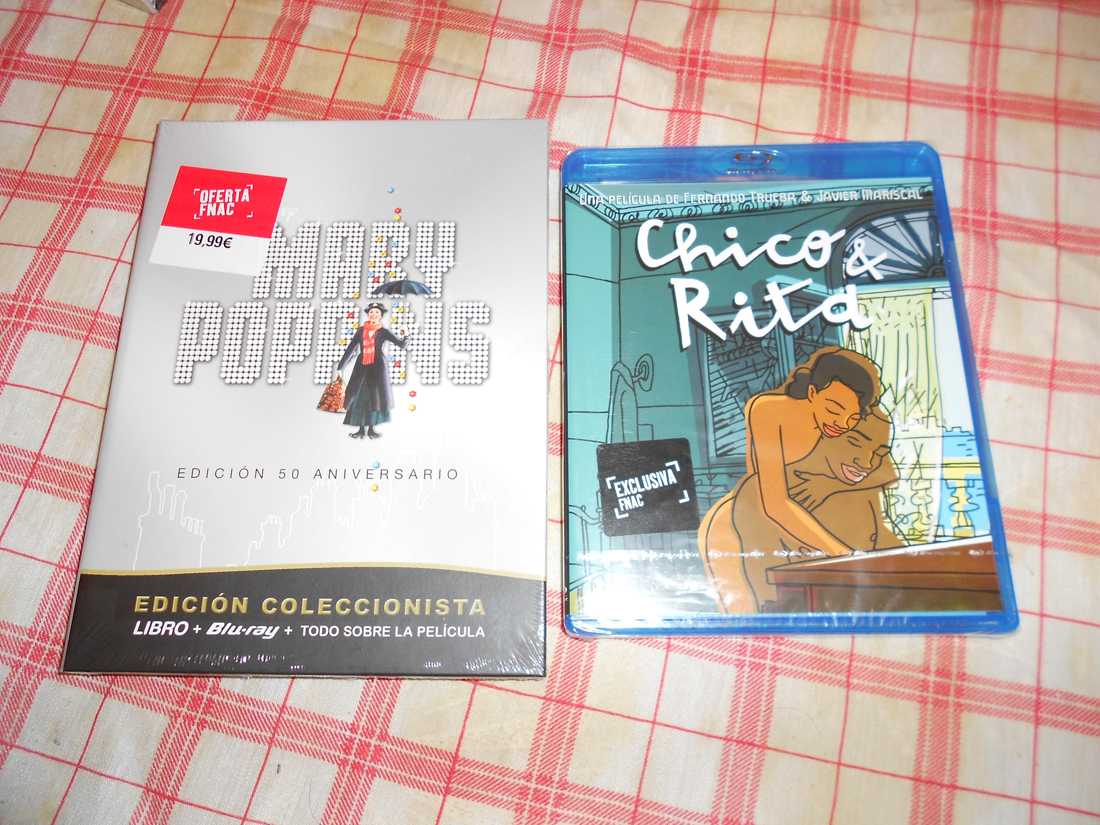 OFERTA
FNAC
19,99€
MARY
POPPINS
EDICIÓN 50 ANIVERSARIO
EDICIÓN COLECCIONISTA
LIBRO + Blu-ray + TODO SOBRE LA PELÍCULA
UNA PELÍCULA DE FERNANDO TRUEBA & JAVIER MARISCAL
Chico &
Rita
EXCLUSIVA
FNAC